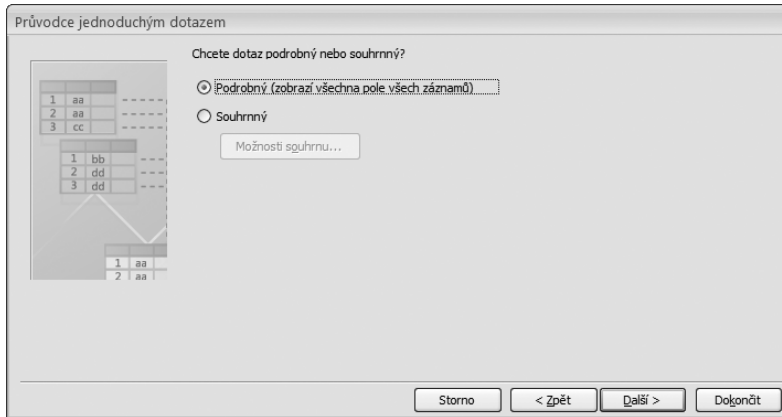 Průvodce jednoduchým dotazem
Chcete dotaz podrobný nebo souhrnný?
Podrobný (zobrazí všechna pole všech záznamů)
Souhrnný
Možnosti souhrnu...
1 aa
2 aa
3 cc
1 bb
2 dd
3 dd
1 aa
2 aa
Storno
< Zpět
Další >
Dokončit